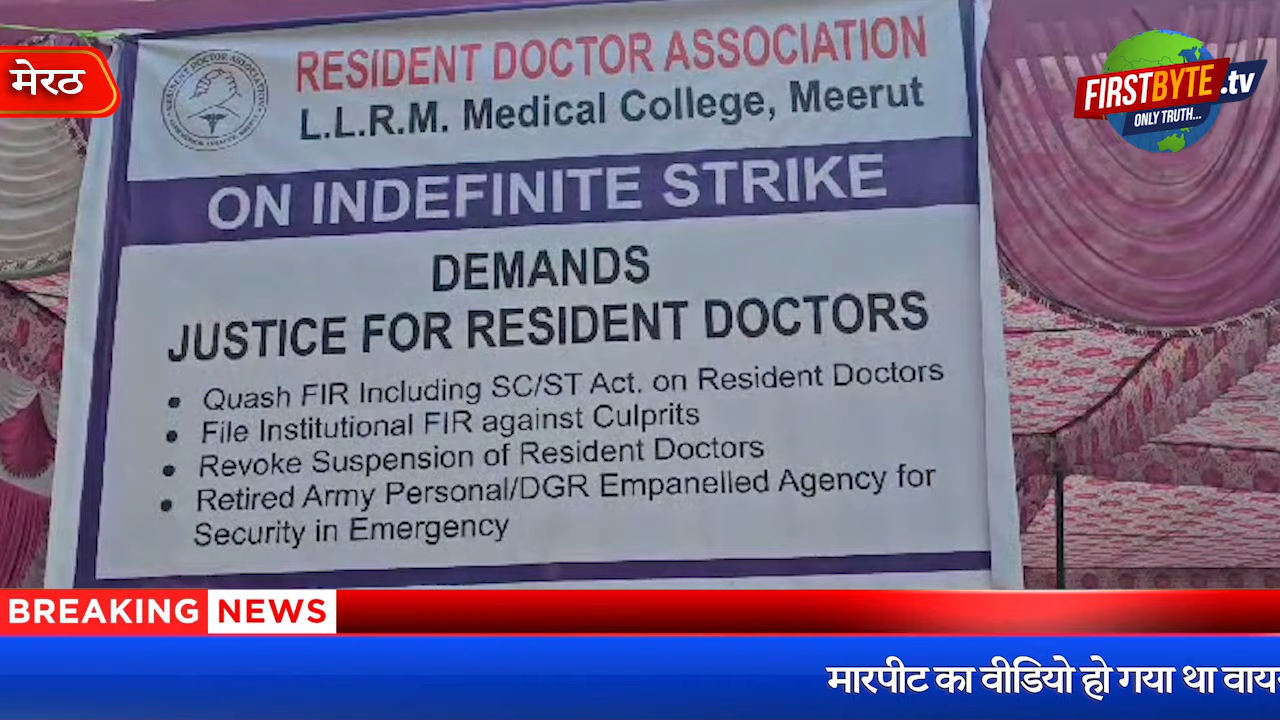 मेरठ
FIRSTBYTE.tv
ONLY TRUTH...
RESIDENT DOCTOR ASSOCIATION
L.L.R.M. Medical College, Meerut
ON INDEFINITE STRIKE
DEMANDS
JUSTICE FOR RESIDENT DOCTORS
• Quash FIR Including SC/ST Act. on Resident Doctors
• File Institutional FIR against Culprits
• Revoke Suspension of Resident Doctors
• Retired Army Personal/DGR Empanelled Agency for
Security in Emergency
BREAKING NEWS
मारपीट का वीडियो हो गया था